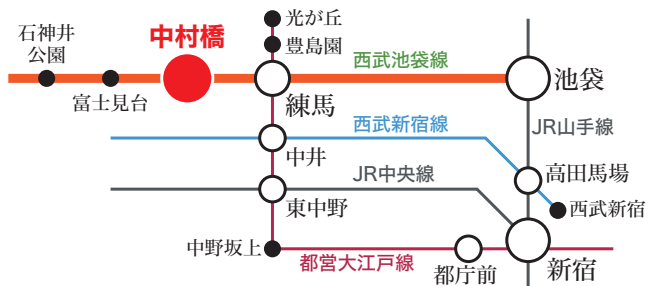 光が丘
石神井
公園
中村橋
豊島園
西武池袋線
池袋
富士見台
練馬
西武新宿線
JR山手線
中井
JR中央線
高田馬場
東中野
西武新宿
中野坂上
都営大江戸線
都庁前
新宿